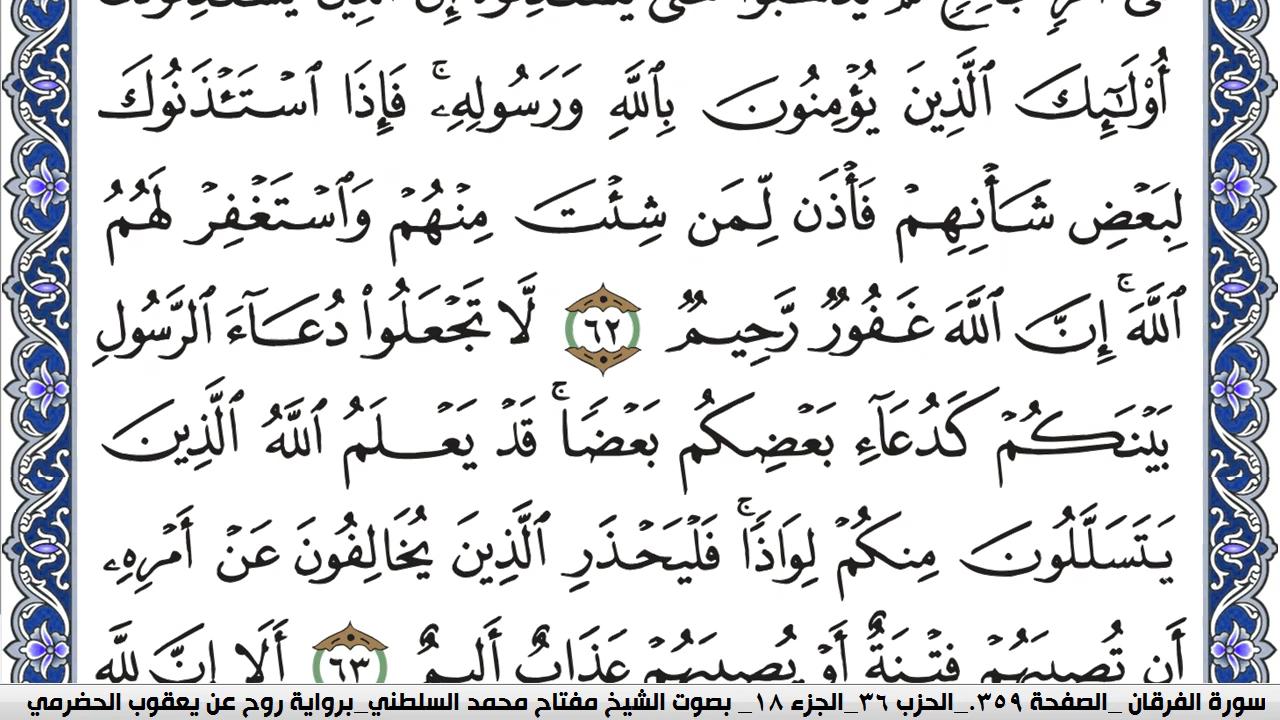 أُوْلَٰٓئِكَ ٱلَّذِينَ يُؤْمِنُونَ بِٱللَّهِ وَرَسُولِهِۦۚ فَإِذَا ٱسْتَـْٔذَنُوكَ
لِبَعْضِ شَأْنِهِمْ فَأْذَن لِّمَن شِئْتَ مِنْهُمْ وَٱسْتَغْفِرْ لَهُمُ
ٱللَّهَۚ إِنَّ ٱللَّهَ غَفُورٌ رَّحِيمٌ ٦٢ لَّا تَجْعَلُواْ دُعَآءَ ٱلرَّسُولِ
بَيْنَكُمْ كَدُعَآءِ بَعْضِكُم بَعْضًاۚ قَدْ يَعْلَمُ ٱللَّهُ ٱلَّذِينَ
يَتَسَلَّلُونَ مِنكُمْ لِوَاذًاۚ فَلْيَحْذَرِ ٱلَّذِينَ يُخَالِفُونَ عَنْ أَمْرِهِۦ
أَن تُصِيبَهُمْ فِتْنَةٌ أَوْ يُصِيبَهُمْ عَذَابٌ أَلِيمٌ ٦٣ أَلَا إِنَّ لِلَّهِ
سورة الفرقان _الصفحة ٣٥٩._الحزب ٣٦_الجزء ١٨_ بصوت الشيخ مفتاح محمد السلطني_برواية روح عن يعقوب الحضرمي